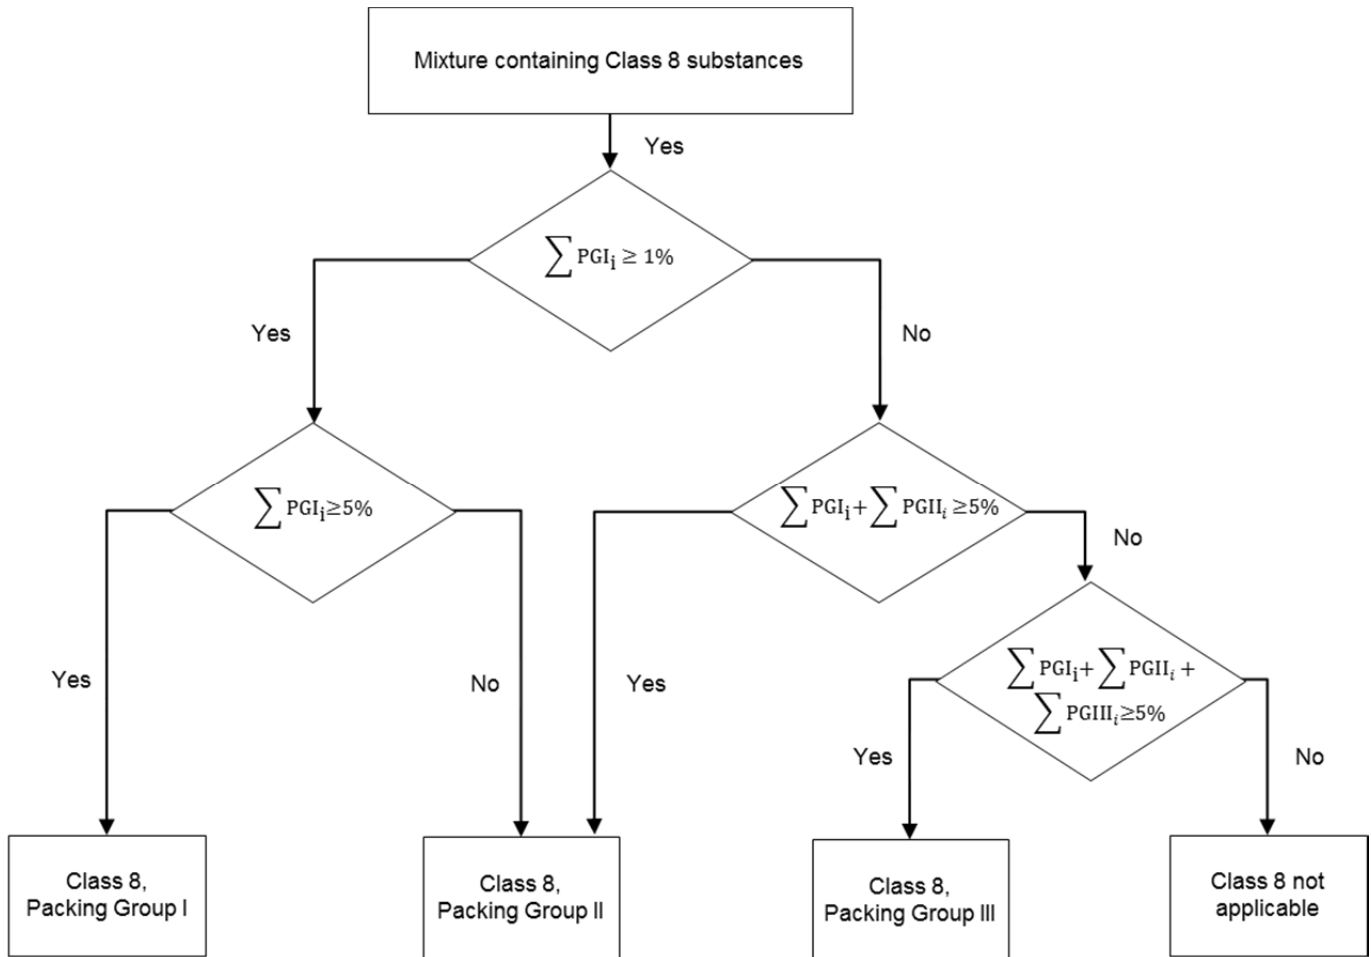 Mixture containing Class 8 substances
Yes
∑ PGIᵢ ≥ 1%
Yes
No
∑ PGIᵢ≥5%
∑ PGIᵢ+ ∑ PGIIᵢ ≥5%
No
Yes
No
Yes
∑ PGIᵢ+ ∑ PGIIᵢ +
∑ PGIIIᵢ≥5%
Yes
No
Class 8,
Packing Group I
Class 8,
Packing Group II
Class 8,
Packing Group III
Class 8 not
applicable